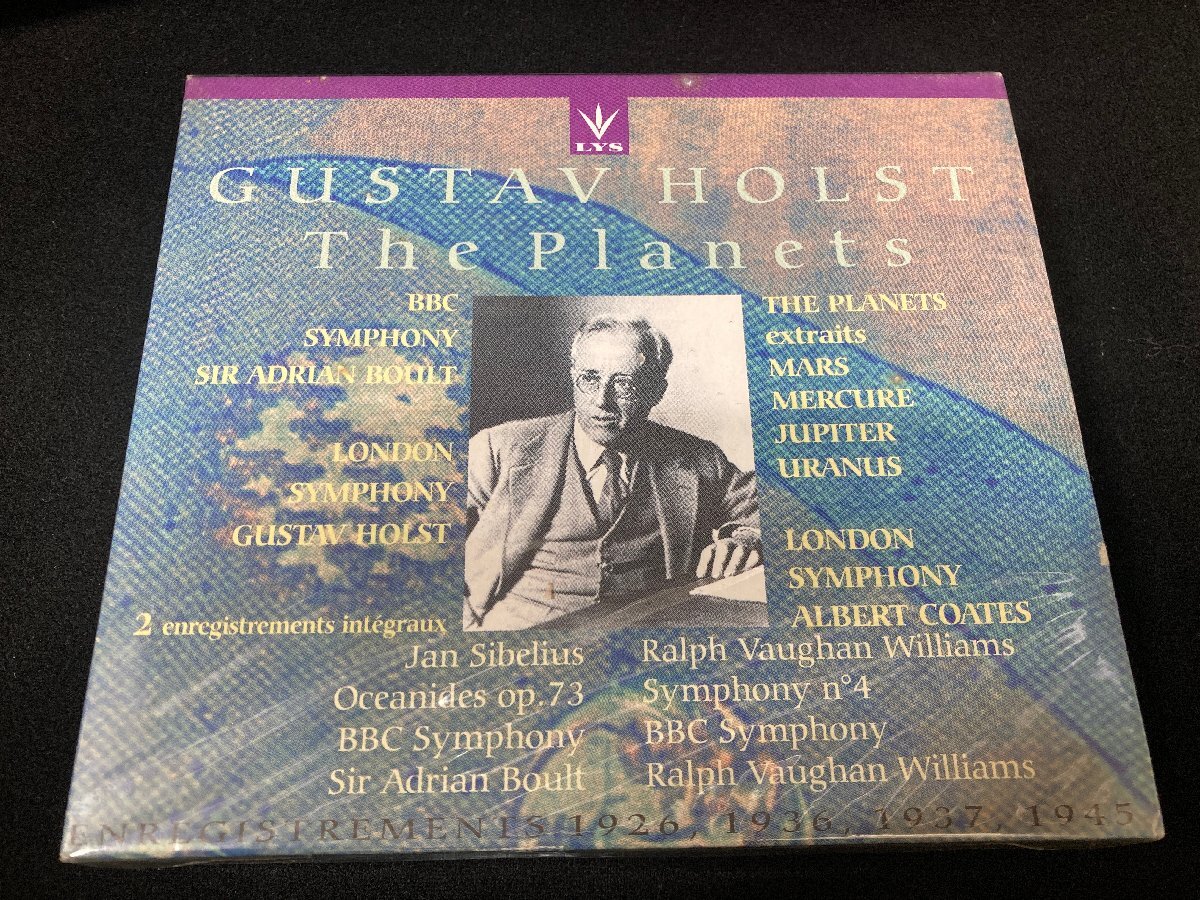 LYS
GUSTAV HOLST
The Planets
BBC
SYMPHONY
SIR ADRIAN BOULT
LONDON
SYMPHONY
GUSTAV HOLST
2 enregistrements intégraux
THE PLANETS
extraits
MARS
MERCURE
JUPITER
URANUS
LONDON
SYMPHONY
ALBERT COATES
Jan Sibelius
Oceanides op.73
BBC Symphony
Sir Adrian Boult
Ralph Vaughan Williams
Symphony n°4
BBC Symphony
Ralph Vaughan Williams
ENREGISTREMENTS 1926, 1936, 1937, 1945